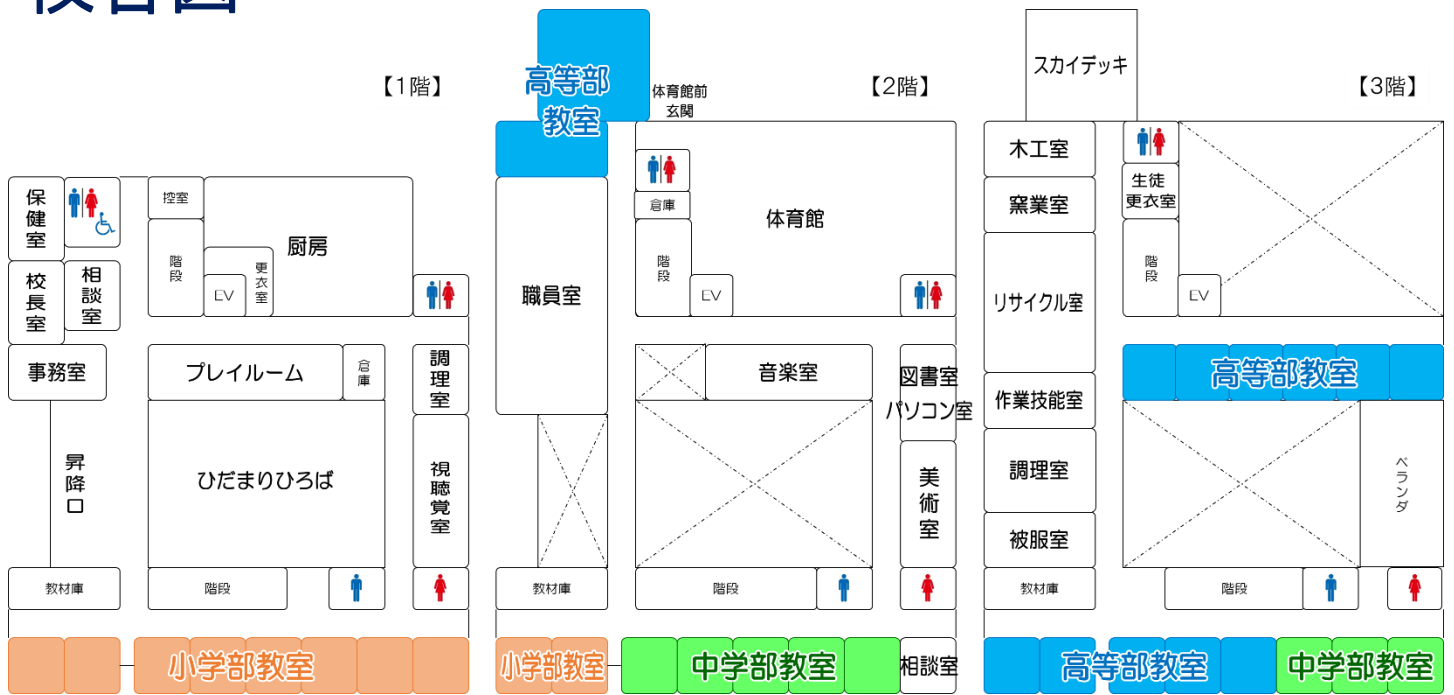 校舎図
【1階】
保健室
控室
厨房
階段
更衣室
EV
校長室
相談室
事務室
プレイルーム
倉庫
調理室
昇降口
ひだまりひろば
視聴覚室
教材庫
階段
小学部教室
【2階】
高等部
教室
体育館前
玄関
倉庫
体育館
階段
EV
職員室
音楽室
図書室
パソコン室
美術室
教材庫
階段
小学部教室
中学部教室
相談室
【3階】
スカイデッキ
木工室
生徒
更衣室
窯業室
階段
EV
リサイクル室
高等部教室
作業技能室
調理室
ベランダ
被服室
教材庫
階段
高等部教室
中学部教室